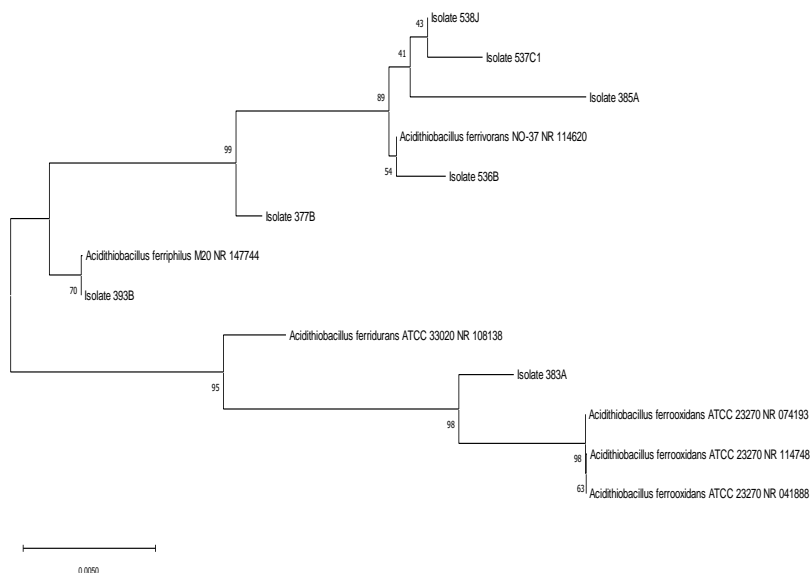 43
Isolate 538J
Isolate 537C1
41
Isolate 385A
89
Acidithiobacillus ferrivorans NO-37 NR 114620
54
Isolate 536B
99
Isolate 377B
Acidithiobacillus ferriphilus M20 NR 147744
70
Isolate 393B
Acidithiobacillus ferridurans ATCC 33020 NR 108138
95
Isolate 383A
98
Acidithiobacillus ferrooxidans ATCC 23270 NR 074193
98
Acidithiobacillus ferrooxidans ATCC 23270 NR 114748
63
Acidithiobacillus ferrooxidans ATCC 23270 NR 041888
0.0050